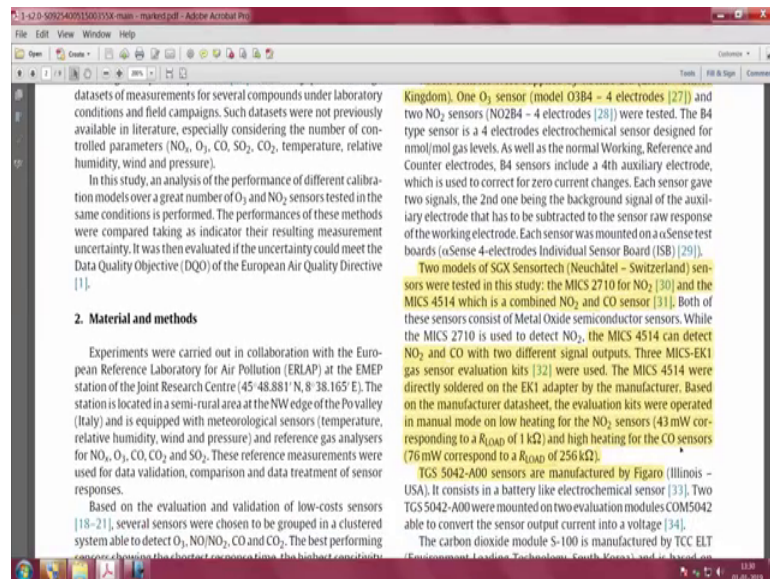 1-s2.0-S092540051500355X-main - marked.pdf - Adobe Acrobat Pro
File Edit View Window Help
Open Create Customize
Tools Fill & Sign Comment
datasets of measurements for several compounds under laboratory
conditions and field campaigns. Such datasets were not previously
available in literature, especially considering the number of con-
trolled parameters (NOx, O3, CO, SO2, CO2, temperature, relative
humidity, wind and pressure).
In this study, an analysis of the performance of different calibra-
tion models over a great number of O3 and NO2 sensors tested in the
same conditions is performed. The performances of these methods
were compared taking as indicator their resulting measurement
uncertainty. It was then evaluated if the uncertainty could meet the
Data Quality Objective (DQO) of the European Air Quality Directive
[1].
2. Material and methods
Experiments were carried out in collaboration with the Euro-
pean Reference Laboratory for Air Pollution (ERLAP) at the EMEP
station of the Joint Research Centre (45°48.881′N, 8°38.165′E). The
station is located in a semi-rural area at the NW edge of the Po valley
(Italy) and is equipped with meteorological sensors (temperature,
relative humidity, wind and pressure) and reference gas analysers
for NOx, O3, CO, CO2 and SO2. These reference measurements were
used for data validation, comparison and data treatment of sensor
responses.
Based on the evaluation and validation of low-costs sensors
[18–21], several sensors were chosen to be grouped in a clustered
system able to detect O3, NO/NO2, CO and CO2. The best performing
sensors showing the shortest response time, the highest sensitivity
Kingdom). One O3 sensor (model O3B4 – 4 electrodes [27]) and
two NO2 sensors (NO2B4 – 4 electrodes [28]) were tested. The B4
type sensor is a 4 electrodes electrochemical sensor designed for
nmol/mol gas levels. As well as the normal Working, Reference and
Counter electrodes, B4 sensors include a 4th auxiliary electrode,
which is used to correct for zero current changes. Each sensor gave
two signals, the 2nd one being the background signal of the auxil-
iary electrode that has to be subtracted to the sensor raw response
of the working electrode. Each sensor was mounted on a αSense test
boards (αSense 4-electrodes Individual Sensor Board (ISB) [29]).
Two models of SGX Sensortech (Neuchâtel – Switzerland) sen-
sors were tested in this study: the MICS 2710 for NO2 [30] and the
MICS 4514 which is a combined NO2 and CO sensor [31]. Both of
these sensors consist of Metal Oxide semiconductor sensors. While
the MICS 2710 is used to detect NO2, the MICS 4514 can detect
NO2 and CO with two different signal outputs. Three MICS-EK1
gas sensor evaluation kits [32] were used. The MICS 4514 were
directly soldered on the EK1 adapter by the manufacturer. Based
on the manufacturer datasheet, the evaluation kits were operated
in manual mode on low heating for the NO2 sensors (43 mW cor-
responding to a RLOAD of 1 kΩ) and high heating for the CO sensors
(76 mW correspond to a RLOAD of 256 kΩ).
TGS 5042-A00 sensors are manufactured by Figaro (Illinois –
USA). It consists in a battery like electrochemical sensor [33]. Two
TGS 5042-A00 were mounted on two evaluation modules COM5042
able to convert the sensor output current into a voltage [34].
The carbon dioxide module S-100 is manufactured by TCC ELT
(Environment Leading Technology, South Korea) and is based on
13:30